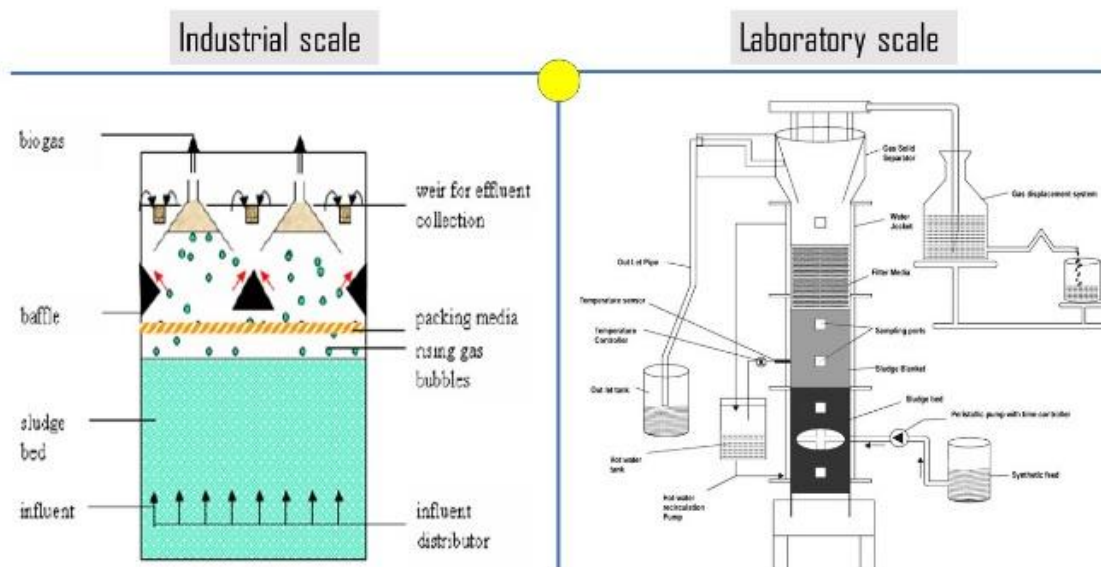 Industrial scale
Laboratory scale
biogas
weir for effluent
collection
baffle
packing media
rising gas
bubbles
sludge
bed
influent
influent
distributor
Gas Solid
Separator
Gas displacement system
Water
Jocket
Out Let Pipe
Filter Media
Temperature sensor
Temperature
Controller
Sampling ports
Sludge Blanket
Out let tank
Sludge bed
Peristaltic pump with time controller
Hot water
tank
Synthetic feed
Hot water
recirculation
Pump